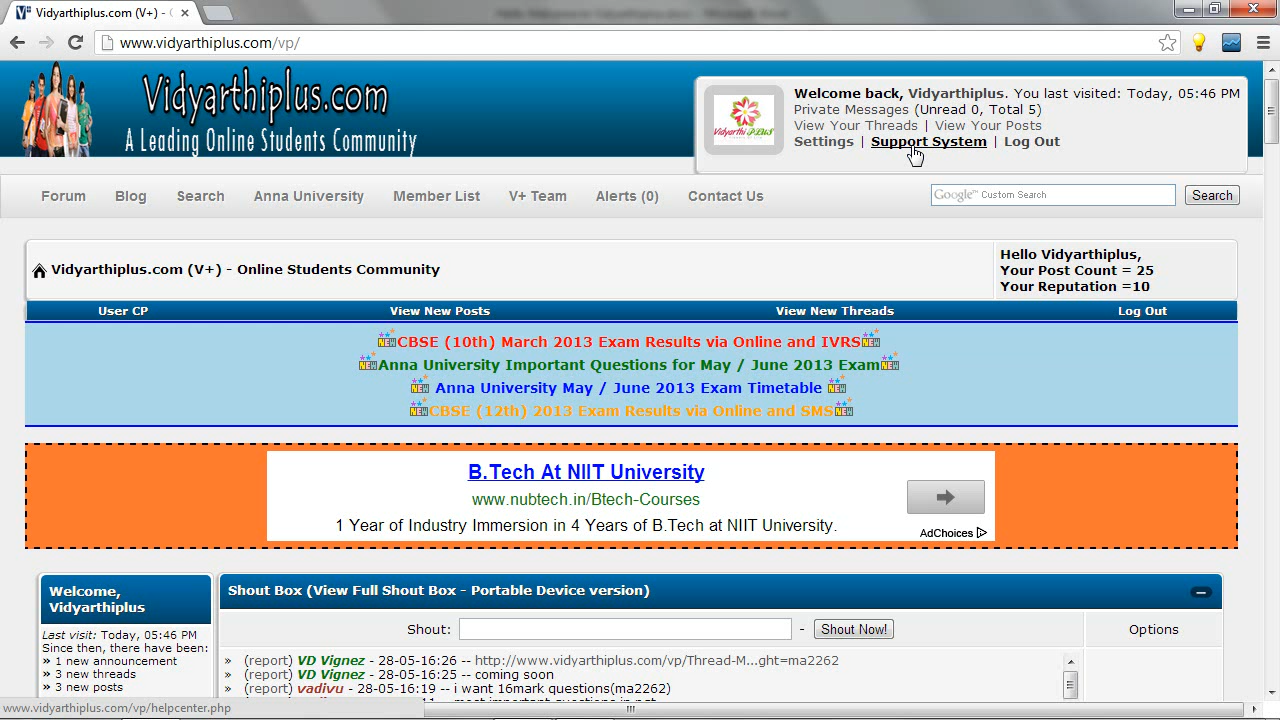 Vidyarthiplus.com (V+) - (
www.vidyarthiplus.com/vp/
Vidyarthiplus.com
A Leading Online Students Community
Vidyarthi PLUS
Welcome back, Vidyarthiplus. You last visited: Today, 05:46 PM
Private Messages (Unread 0, Total 5)
View Your Threads | View Your Posts
Settings | Support System | Log Out
Forum Blog Search Anna University Member List V+ Team Alerts (0) Contact Us Google Custom Search Search
Vidyarthiplus.com (V+) - Online Students Community
Hello Vidyarthiplus,
Your Post Count = 25
Your Reputation =10
User CP View New Posts View New Threads Log Out
NEW CBSE (10th) March 2013 Exam Results via Online and IVRS NEW
NEW Anna University Important Questions for May / June 2013 Exam NEW
NEW Anna University May / June 2013 Exam Timetable NEW
NEW CBSE (12th) 2013 Exam Results via Online and SMS NEW
B.Tech At NIIT University
www.nubtech.in/Btech-Courses
1 Year of Industry Immersion in 4 Years of B.Tech at NIIT University.
AdChoices
Welcome,
Vidyarthiplus
Last visit: Today, 05:46 PM
Since then, there have been:
» 1 new announcement
» 3 new threads
» 3 new posts
Shout Box (View Full Shout Box - Portable Device version)
Shout: - Shout Now! Options
» (report) VD Vignez - 28-05-16:26 -- http://www.vidyarthiplus.com/vp/Thread-M...ght=ma2262
» (report) VD Vignez - 28-05-16:25 -- coming soon
» (report) vadivu - 28-05-16:19 -- i want 16mark questions(ma2262)
www.vidyarthiplus.com/vp/helpcenter.php